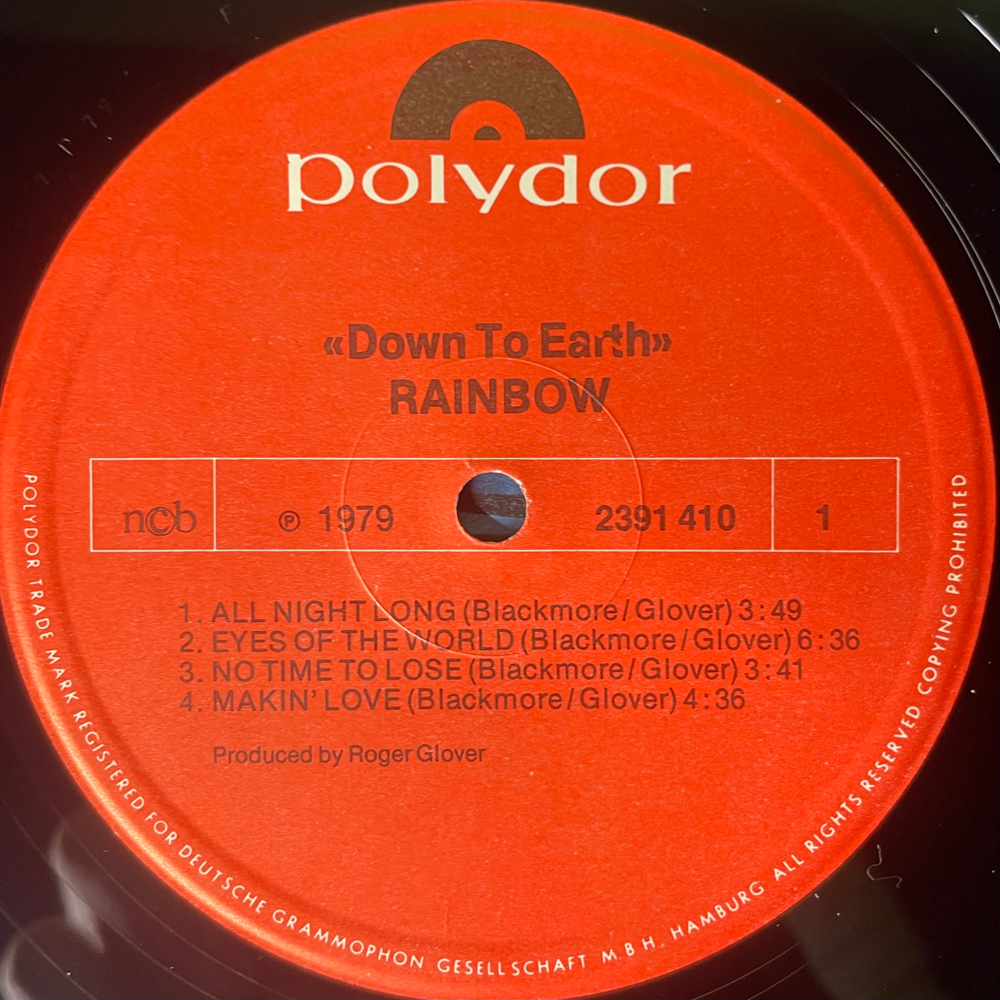 polydor
«Down To Earth»
RAINBOW
ncb ℗ 1979 2391 410 1
1. ALL NIGHT LONG (Blackmore/Glover) 3:49
2. EYES OF THE WORLD (Blackmore/Glover) 6:36
3. NO TIME TO LOSE (Blackmore/Glover) 3:41
4. MAKIN' LOVE (Blackmore/Glover) 4:36
Produced by Roger Glover
POLYDOR TRADE MARK REGISTERED FOR DEUTSCHE GRAMMOPHON GESELLSCHAFT M.B H. HAMBURG ALL RIGHTS RESERVED COPYING PROHIBITED